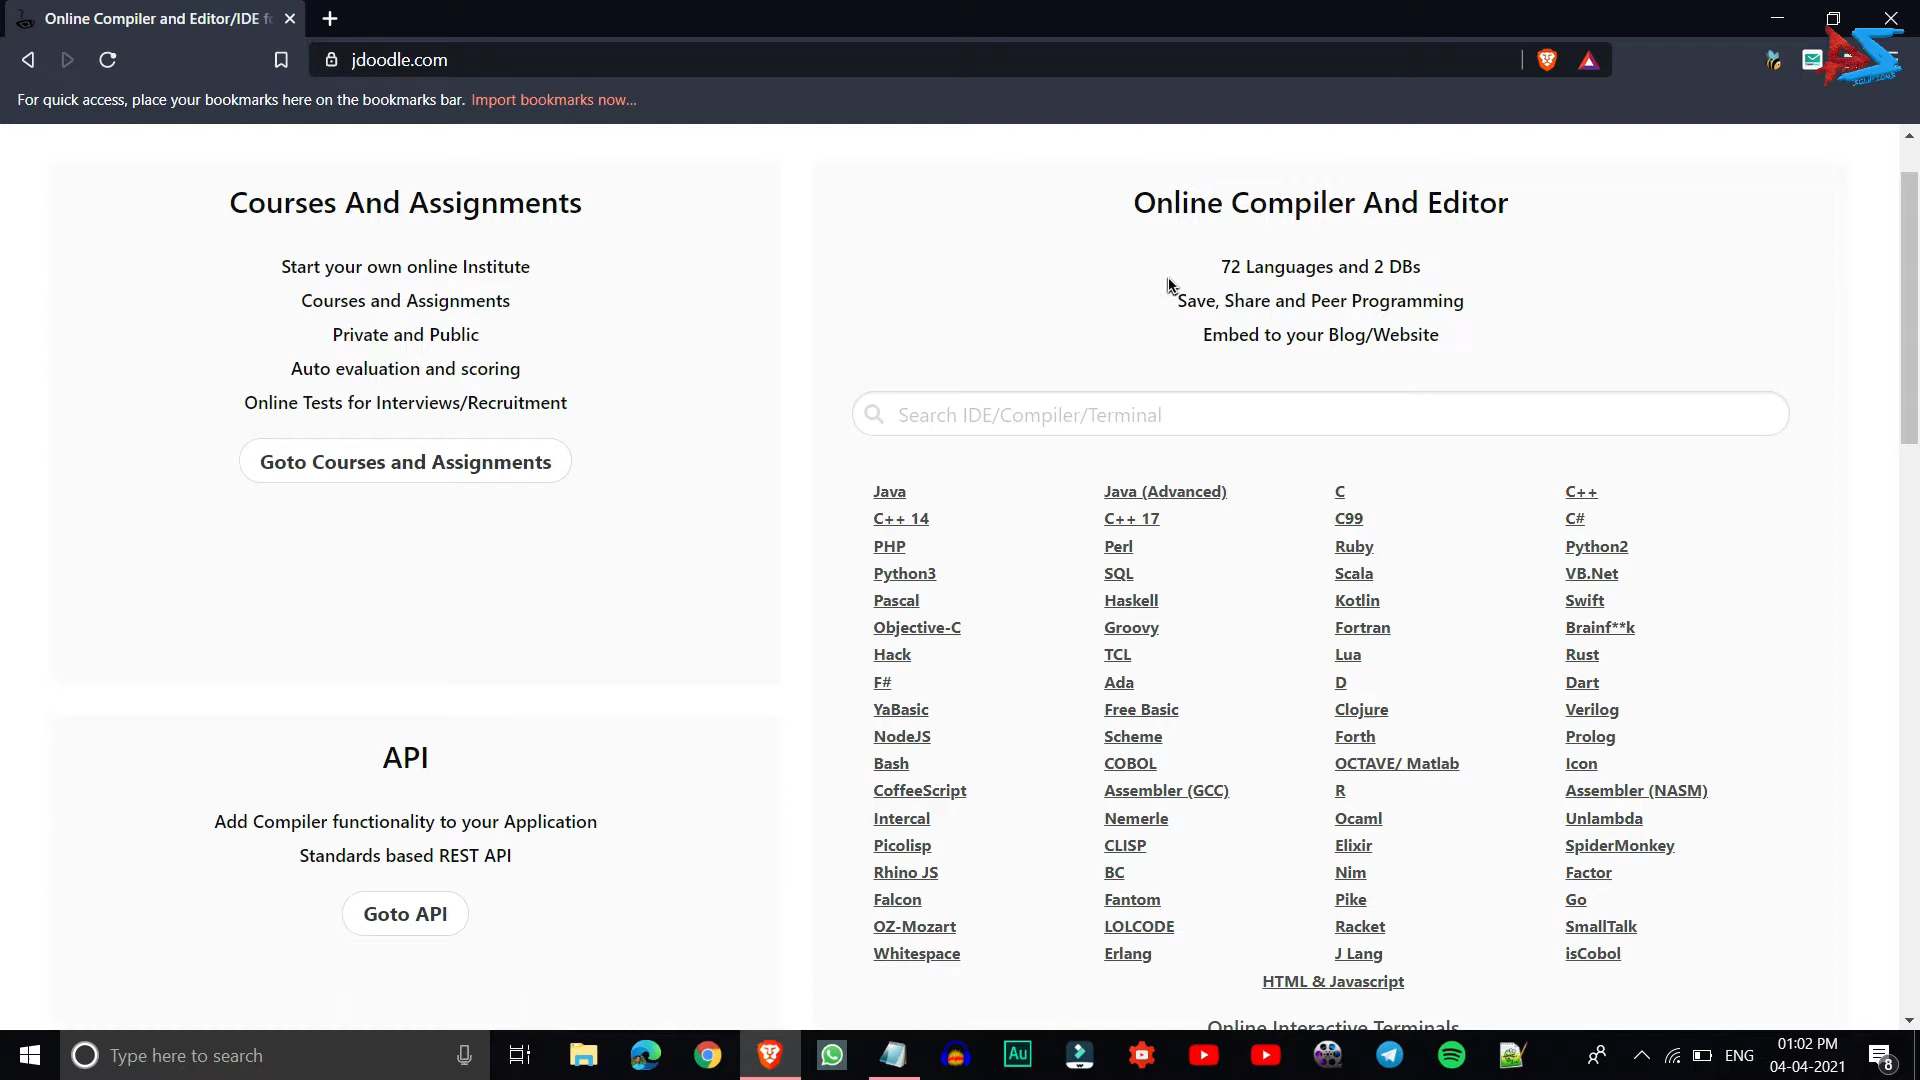 Online Compiler and Editor/IDE fo
jdoodle.com
For quick access, place your bookmarks here on the bookmarks bar. Import bookmarks now...
SOLUTIONS
Courses And Assignments
Start your own online Institute
Courses and Assignments
Private and Public
Auto evaluation and scoring
Online Tests for Interviews/Recruitment
Goto Courses and Assignments
API
Add Compiler functionality to your Application
Standards based REST API
Goto API
Online Compiler And Editor
72 Languages and 2 DBs
Save, Share and Peer Programming
Embed to your Blog/Website
Search IDE/Compiler/Terminal
Java Java (Advanced) C C++
C++ 14 C++ 17 C99 C#
PHP Perl Ruby Python2
Python3 SQL Scala VB.Net
Pascal Haskell Kotlin Swift
Objective-C Groovy Fortran Brainf**k
Hack TCL Lua Rust
F# Ada D Dart
YaBasic Free Basic Clojure Verilog
NodeJS Scheme Forth Prolog
Bash COBOL OCTAVE/ Matlab Icon
CoffeeScript Assembler (GCC) R Assembler (NASM)
Intercal Nemerle Ocaml Unlambda
Picolisp CLISP Elixir SpiderMonkey
Rhino JS BC Nim Factor
Falcon Fantom Pike Go
OZ-Mozart LOLCODE Racket SmallTalk
Whitespace Erlang J Lang isCobol
HTML & Javascript
Online Interactive Terminals
Type here to search
Au
ENG
01:02 PM
04-04-2021
8